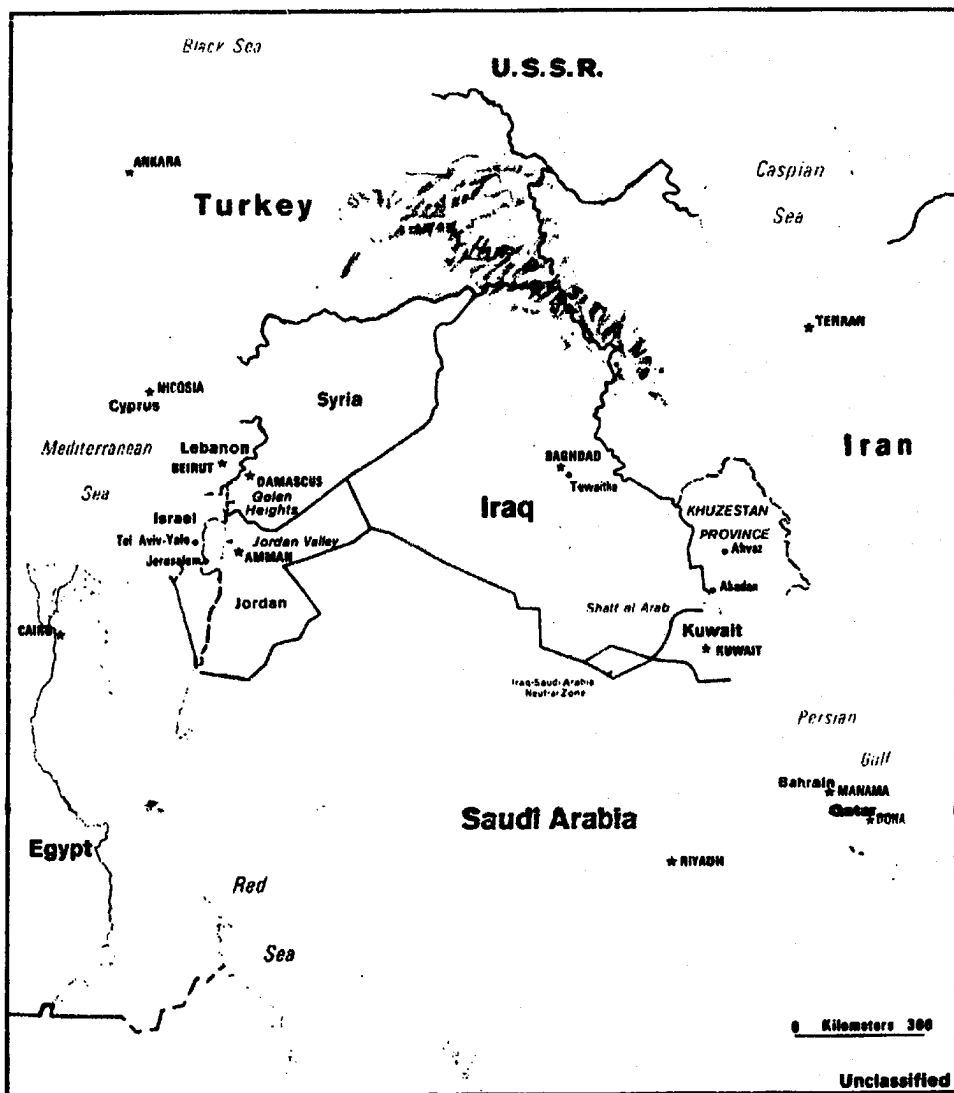 Black Sea
U.S.S.R.
ANKARA
Caspian
Sea
Turkey
TEHRAN
NICOSIA
Cyprus
Syria
Mediterranean
Sea
Lebanon
BEIRUT
DAMASCUS
Golan
Heights
Israel
Tel Aviv-Yafo
Jordan Valley
AMMAN
Jerusalem
Jordan
BAGHDAD
Tuwaitha
Iraq
Iran
KHUZESTAN
PROVINCE
Ahvaz
Abadan
Shatt al Arab
Kuwait
KUWAIT
Iraq-Saudi Arabia
Neutral Zone
CAIRO
Persian
Gulf
Bahrain
MANAMA
Qatar
DOHA
Saudi Arabia
RIYADH
Egypt
Red
Sea
0 Kilometers 300
Unclassified